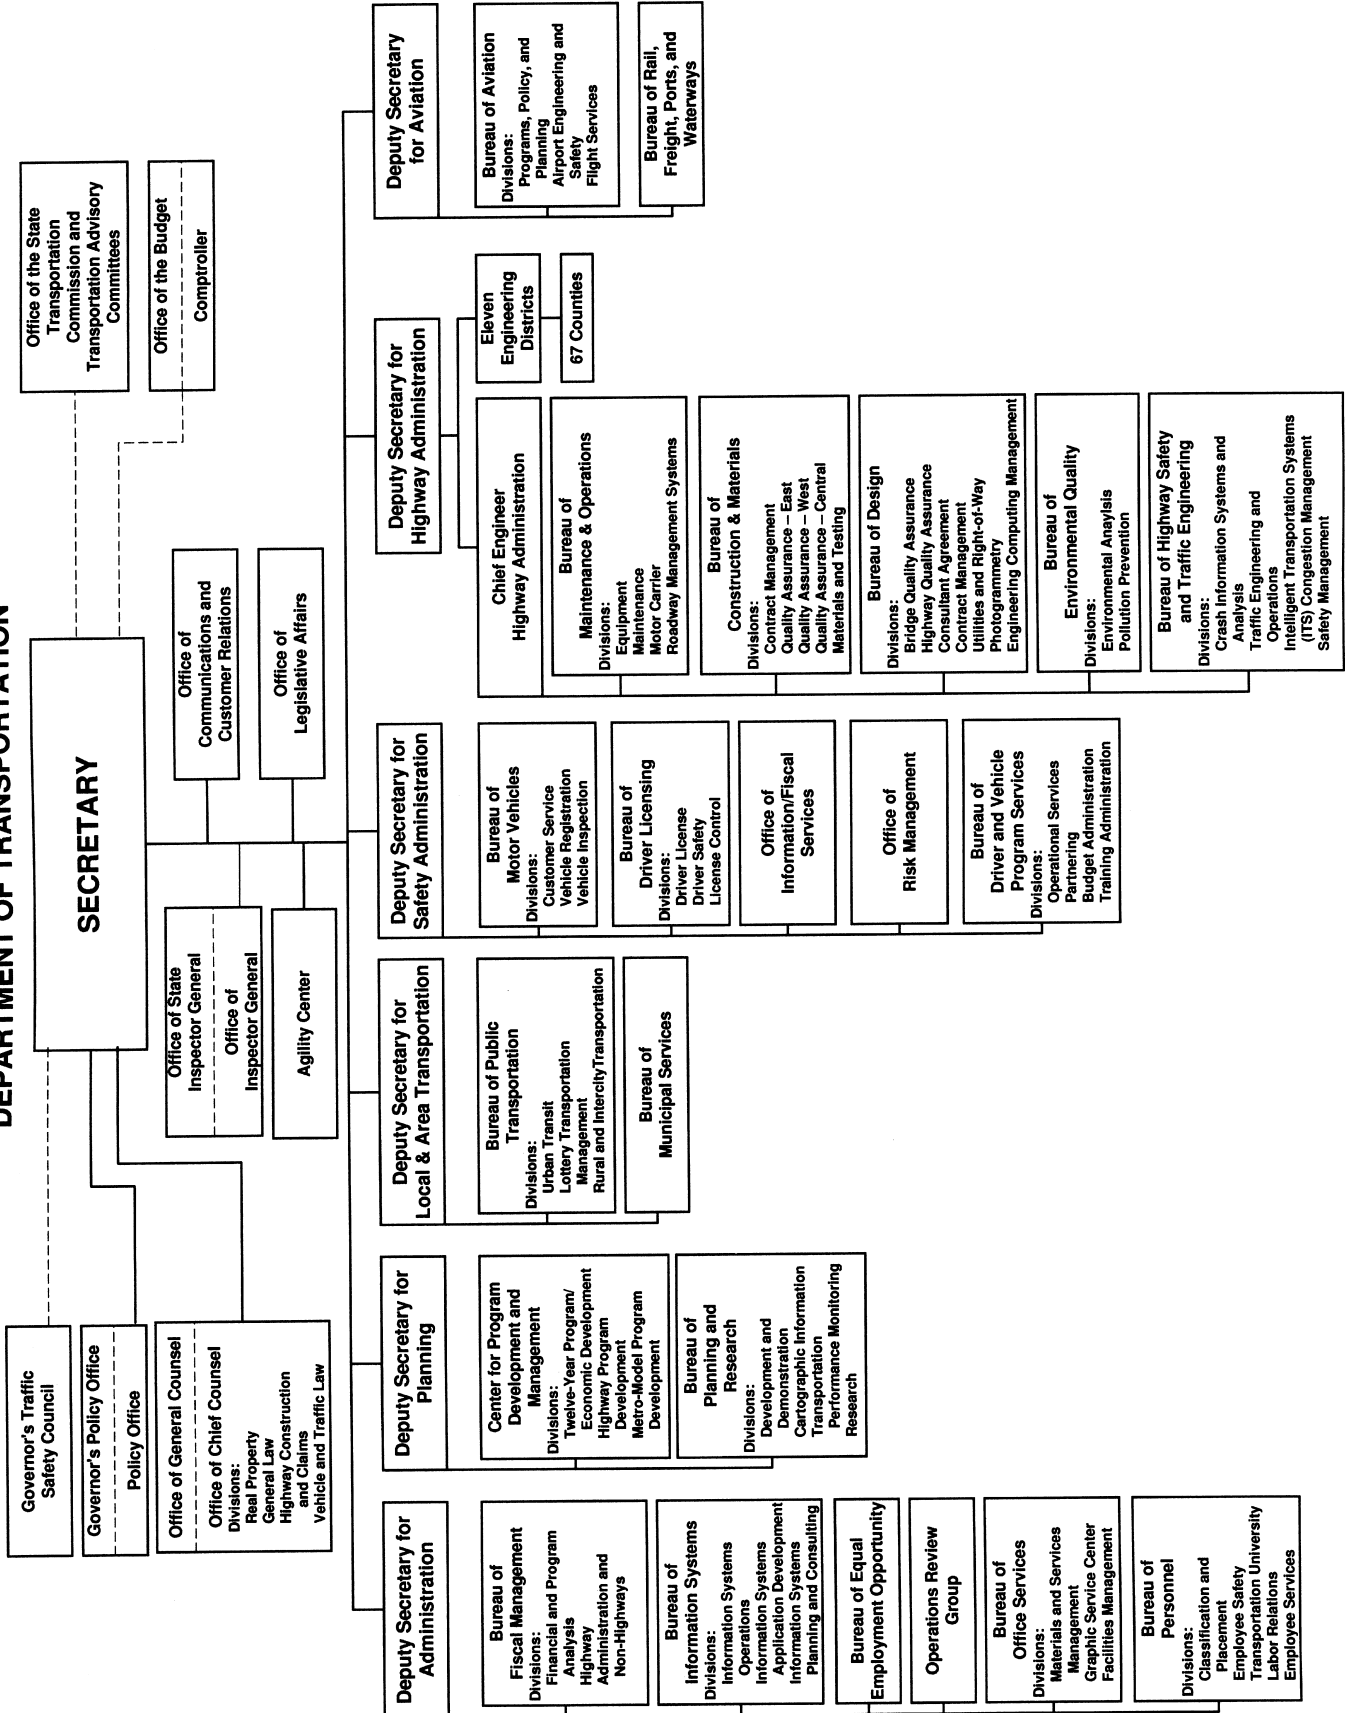 DEPARTMENT OF TRANSPORTATION
SECRETARY
Governor's Traffic
Safety Council
Governor's Policy Office
Policy Office
Office of General Counsel
Office of Chief Counsel
Divisions:
Real Property
General Law
Highway Construction
and Claims
Vehicle and Traffic Law
Office of State
Inspector General
Office of
Inspector General
Agility Center
Office of
Communications and
Customer Relations
Office of
Legislative Affairs
Office of the State
Transportation
Commission and
Transportation Advisory
Committees
Office of the Budget
Comptroller
Deputy Secretary for
Administration
Bureau of
Fiscal Management
Divisions:
Financial and Program
Analysis
Highway
Administration and
Non-Highways
Bureau of
Information Systems
Divisions:
Information Systems
Operations
Information Systems
Application Development
Information Systems
Planning and Consulting
Bureau of Equal
Employment Opportunity
Operations Review
Group
Bureau of
Office Services
Divisions:
Materials and Services
Management
Graphic Service Center
Facilities Management
Bureau of
Personnel
Divisions:
Classification and
Placement
Employee Safety
Transportation University
Labor Relations
Employee Services
Deputy Secretary for
Planning
Center for Program
Development and
Management
Divisions:
Twelve-Year Program/
Economic Development
Highway Program
Development
Metro-Model Program
Development
Bureau of
Planning and
Research
Divisions:
Development and
Demonstration
Cartographic Information
Transportation
Performance Monitoring
Research
Deputy Secretary for
Local & Area Transportation
Bureau of Public
Transportation
Divisions:
Urban Transit
Lottery Transportation
Management
Rural and Intercity Transportation
Bureau of
Municipal Services
Deputy Secretary for
Safety Administration
Bureau of
Motor Vehicles
Divisions:
Customer Service
Vehicle Registration
Vehicle Inspection
Bureau of
Driver Licensing
Divisions:
Driver License
Driver Safety
License Control
Office of
Information/Fiscal
Services
Office of
Risk Management
Bureau of
Driver and Vehicle
Program Services
Divisions:
Operational Services
Partnering
Budget Administration
Training Administration
Deputy Secretary for
Highway Administration
Chief Engineer
Highway Administration
Bureau of
Maintenance & Operations
Divisions:
Equipment
Maintenance
Motor Carrier
Roadway Management Systems
Bureau of
Construction & Materials
Divisions:
Contract Management
Quality Assurance – East
Quality Assurance – West
Quality Assurance – Central
Materials and Testing
Bureau of Design
Divisions:
Bridge Quality Assurance
Highway Quality Assurance
Consultant Agreement
Contract Management
Utilities and Right-of-Way
Photogrammetry
Engineering Computing Management
Bureau of
Environmental Quality
Divisions:
Environmental Anaylsis
Pollution Prevention
Bureau of Highway Safety
and Traffic Engineering
Divisions:
Crash Information Systems and
Analysis
Traffic Engineering and
Operations
Intelligent Transportation Systems
(ITS) Congestion Management
Safety Management
Eleven
Engineering
Districts
67 Counties
Deputy Secretary
for Aviation
Bureau of Aviation
Divisions:
Programs, Policy, and
Planning
Airport Engineering and
Safety
Flight Services
Bureau of Rail,
Freight, Ports, and
Waterways